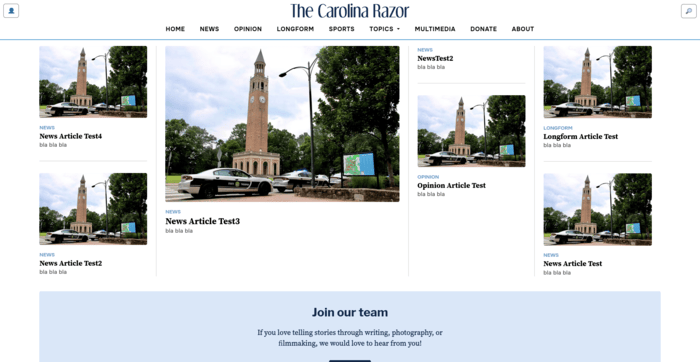 The Carolina Razor
HOME NEWS OPINION LONGFORM SPORTS TOPICS MULTIMEDIA DONATE ABOUT
NEWS
News Article Test4
bla bla bla
NEWS
News Article Test2
bla bla bla
NEWS
News Article Test3
bla bla bla
NEWS
NewsTest2
bla bla bla
OPINION
Opinion Article Test
bla bla bla
LONGFORM
Longform Article Test
bla bla bla
NEWS
News Article Test
bla bla bla
Join our team
If you love telling stories through writing, photography, or
filmmaking, we would love to hear from you!